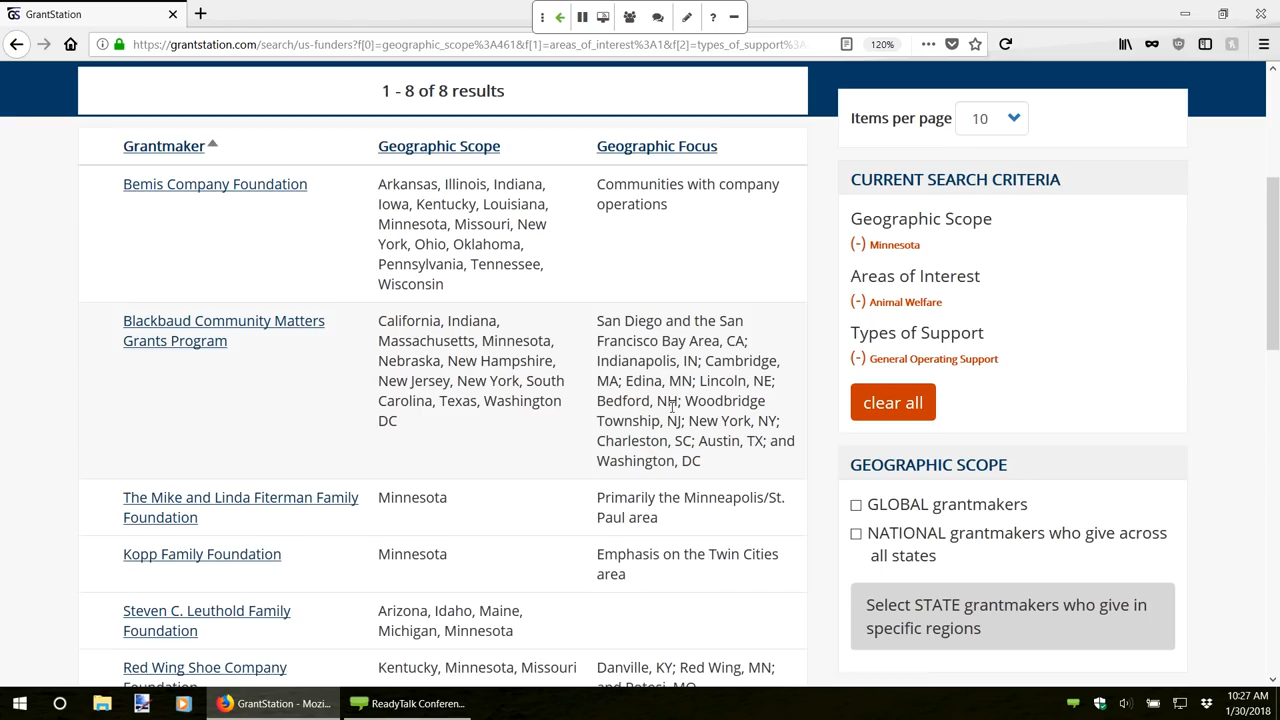 GrantStation
https://grantstation.com/search/us-funders?f[0]=geographic_scope%3A461&f[1]=areas_of_interest%3A1&f[2]=types_of_support%3A
120%
1 - 8 of 8 results
Items per page 10
Grantmaker Geographic Scope Geographic Focus
Bemis Company Foundation
Arkansas, Illinois, Indiana,
Iowa, Kentucky, Louisiana,
Minnesota, Missouri, New
York, Ohio, Oklahoma,
Pennsylvania, Tennessee,
Wisconsin
Communities with company
operations
Blackbaud Community Matters
Grants Program
California, Indiana,
Massachusetts, Minnesota,
Nebraska, New Hampshire,
New Jersey, New York, South
Carolina, Texas, Washington
DC
San Diego and the San
Francisco Bay Area, CA;
Indianapolis, IN; Cambridge,
MA; Edina, MN; Lincoln, NE;
Bedford, NH; Woodbridge
Township, NJ; New York, NY;
Charleston, SC; Austin, TX; and
Washington, DC
The Mike and Linda Fiterman Family
Foundation
Minnesota
Primarily the Minneapolis/St.
Paul area
Kopp Family Foundation
Minnesota
Emphasis on the Twin Cities
area
Steven C. Leuthold Family
Foundation
Arizona, Idaho, Maine,
Michigan, Minnesota
Red Wing Shoe Company
Foundation
Kentucky, Minnesota, Missouri
Danville, KY; Red Wing, MN;
and Potosi, MO
CURRENT SEARCH CRITERIA
Geographic Scope
(-) Minnesota
Areas of Interest
(-) Animal Welfare
Types of Support
(-) General Operating Support
clear all
GEOGRAPHIC SCOPE
GLOBAL grantmakers
NATIONAL grantmakers who give across
all states
Select STATE grantmakers who give in
specific regions
GrantStation - Mozi...
ReadyTalk Conferen...
10:27 AM
1/30/2018